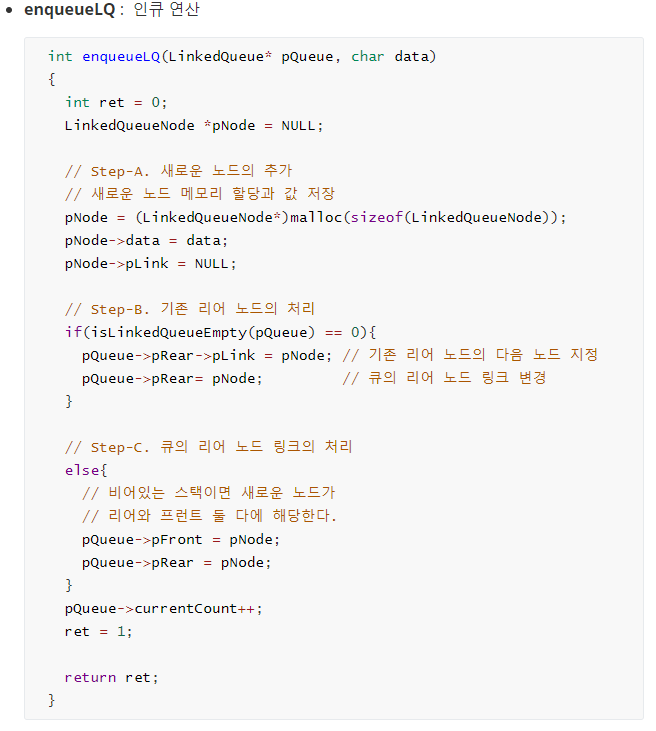 • enqueueLQ : 인큐 연산
int enqueueLQ(LinkedQueue* pQueue, char data)
{
  int ret = 0;
  LinkedQueueNode *pNode = NULL;

  // Step-A. 새로운 노드의 추가
  // 새로운 노드 메모리 할당과 값 저장
  pNode = (LinkedQueueNode*)malloc(sizeof(LinkedQueueNode));
  pNode->data = data;
  pNode->pLink = NULL;

  // Step-B. 기존 리어 노드의 처리
  if(isLinkedQueueEmpty(pQueue) == 0){
    pQueue->pRear->pLink = pNode; // 기존 리어 노드의 다음 노드 지정
    pQueue->pRear= pNode;         // 큐의 리어 노드 링크 변경
  }

  // Step-C. 큐의 리어 노드 링크의 처리
  else{
    // 비어있는 스택이면 새로운 노드가
    // 리어와 프런트 둘 다에 해당한다.
    pQueue->pFront = pNode;
    pQueue->pRear = pNode;
  }
  pQueue->currentCount++;
  ret = 1;

  return ret;
}